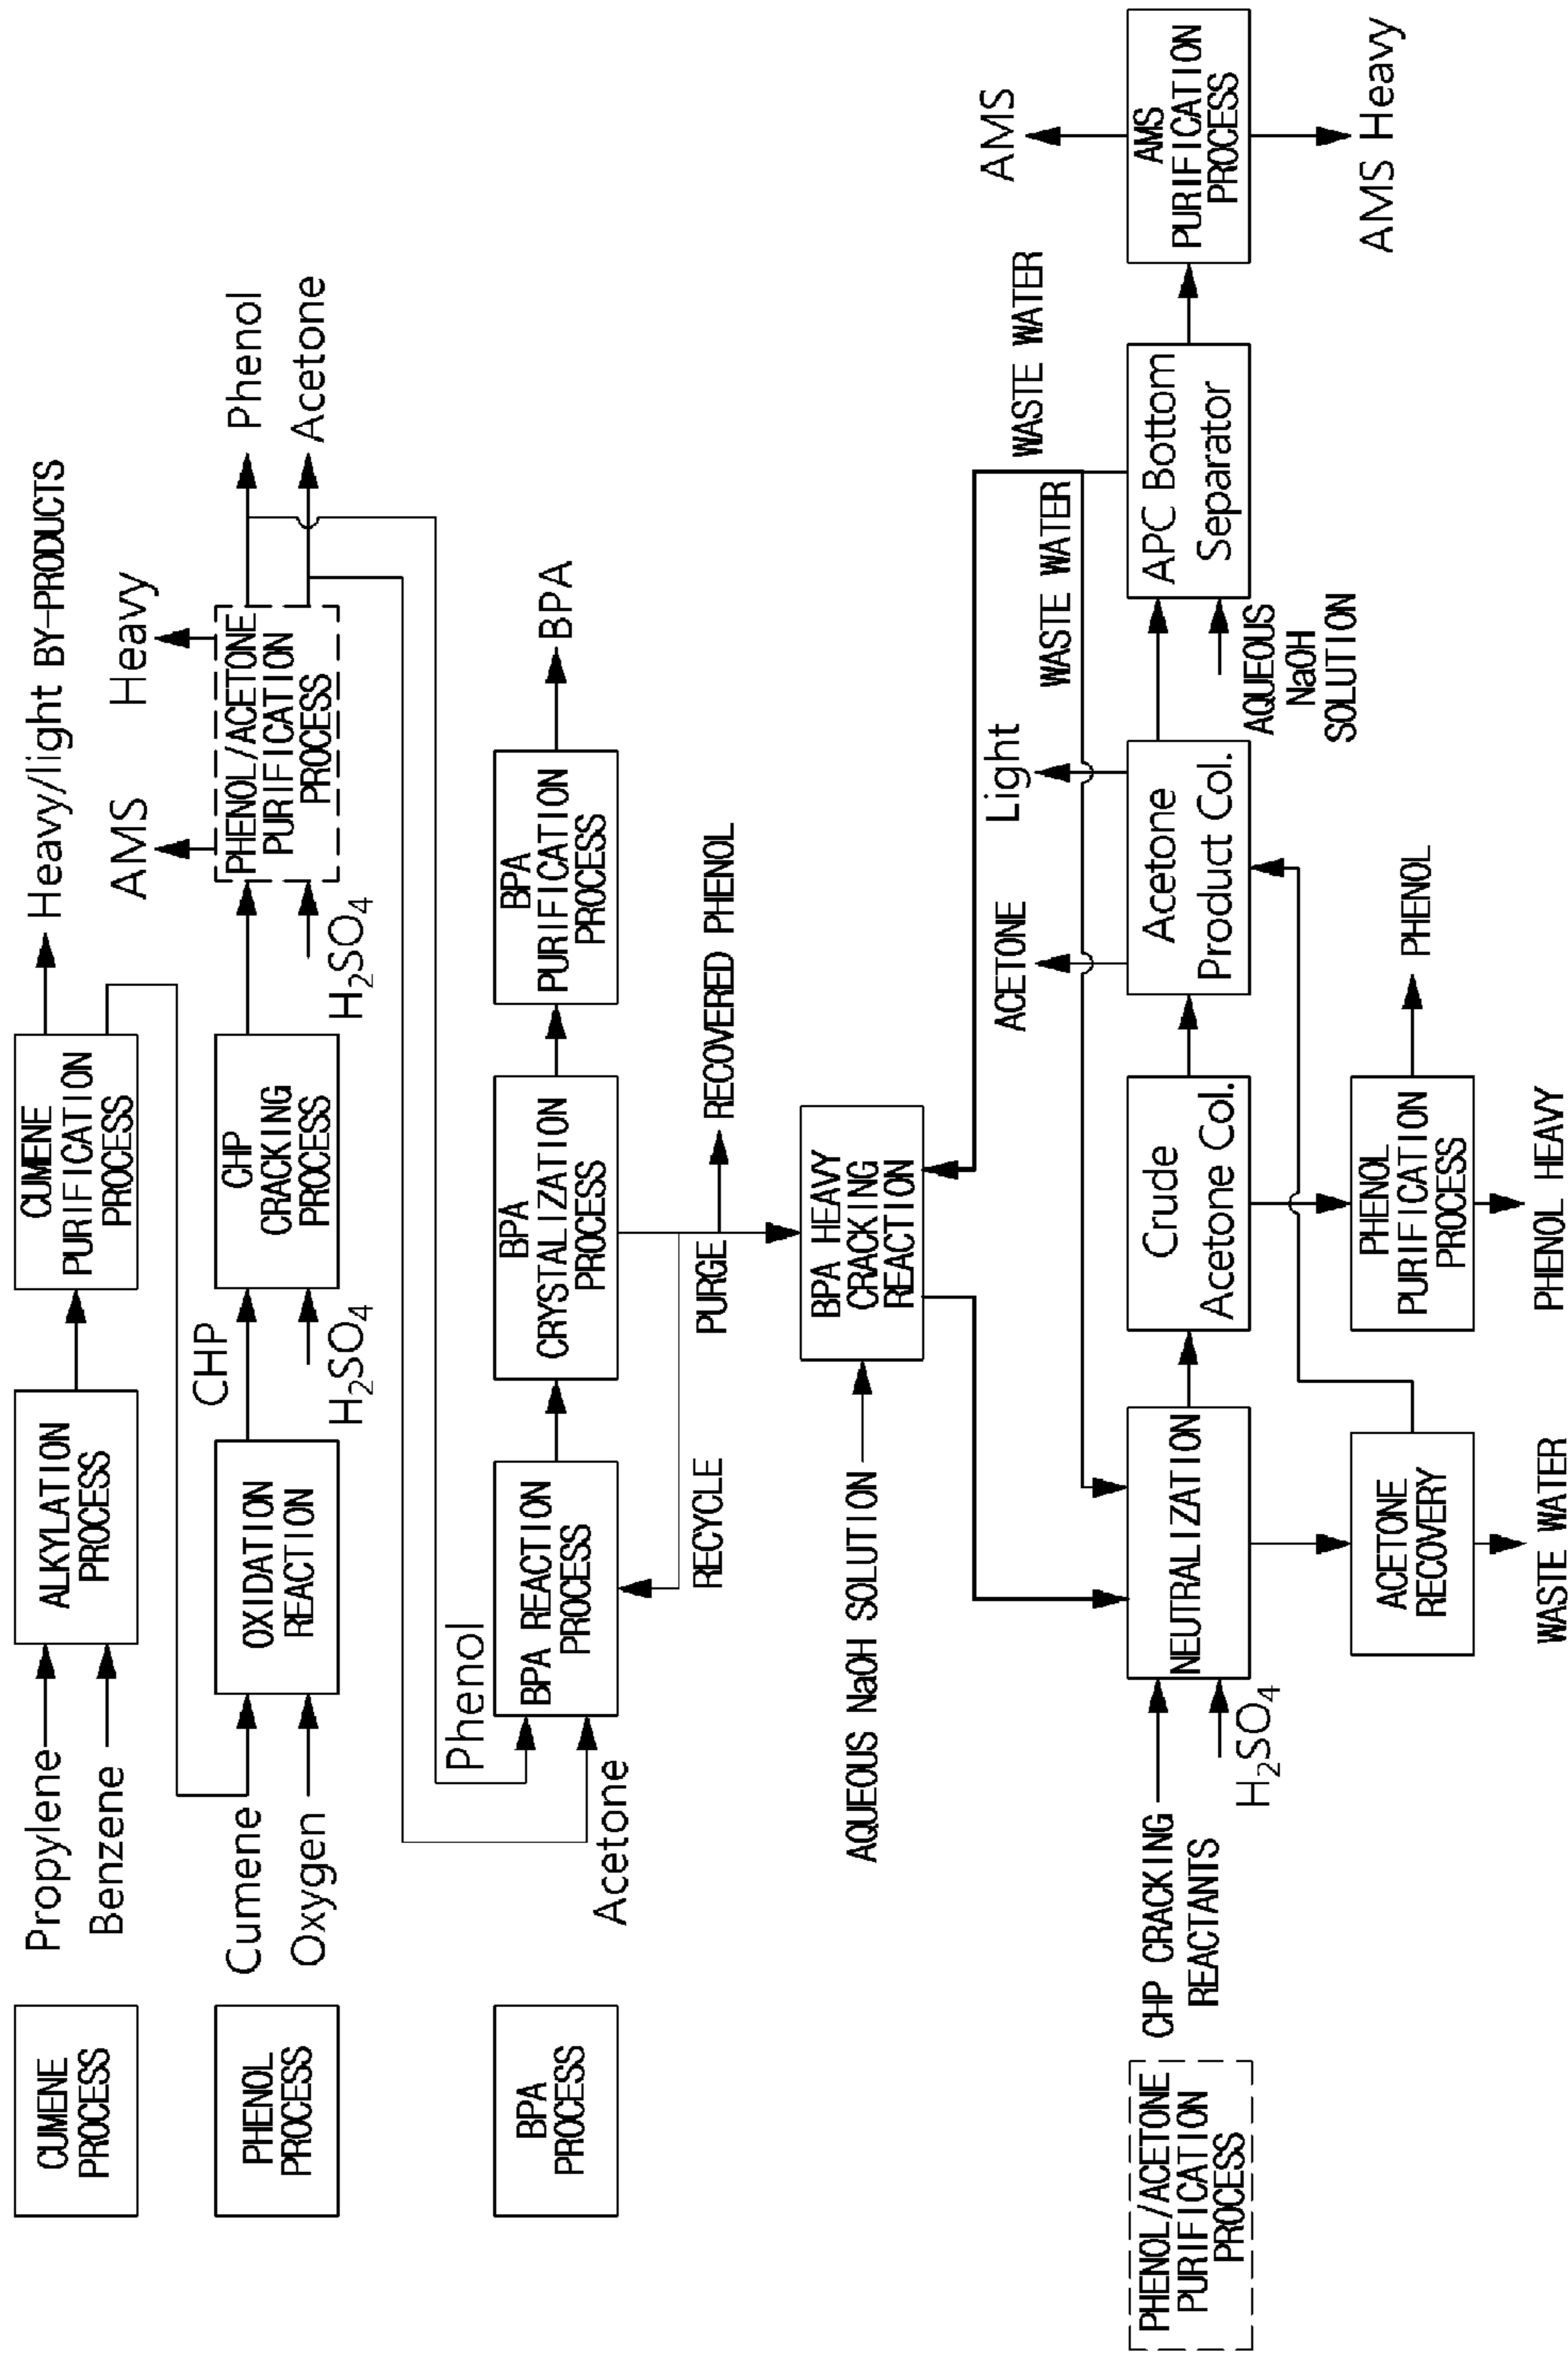 CUMENE
PROCESS
Propylene
Benzene
ALKYLATION
PROCESS
CUMENE
PURIFICATION
PROCESS
Heavy/light BY-PRODUCTS
PHENOL
PROCESS
Cumene
Oxygen
OXIDATION
REACTION
CHP
H₂SO₄
CHP
CRACKING
PROCESS
H₂SO₄
AMS
Heavy
PHENOL/ACETONE
PURIFICATION
PROCESS
Phenol
Acetone
BPA
PROCESS
Phenol
Acetone
BPA REACTION
PROCESS
BPA
CRYSTALIZATION
PROCESS
BPA
PURIFICATION
PROCESS
BPA
RECYCLE
PURGE
RECOVERED PHENOL
AQUEOUS NaOH SOLUTION
BPA HEAVY
CRACKING
REACTION
PHENOL/ACETONE
PURIFICATION
PROCESS
CHP CRACKING
REACTANTS
H₂SO₄
NEUTRALIZATION
Crude
Acetone Col.
ACETONE
Light
Acetone
Product Col.
WASTE WATER
WASTE WATER
AQUEOUS
NaOH
SOLUTION
APC Bottom
Separator
AMS
AMS
PURIFICATION
PROCESS
AMS Heavy
ACETONE
RECOVERY
WASTE WATER
PHENOL
PURIFICATION
PROCESS
PHENOL
PHENOL HEAVY